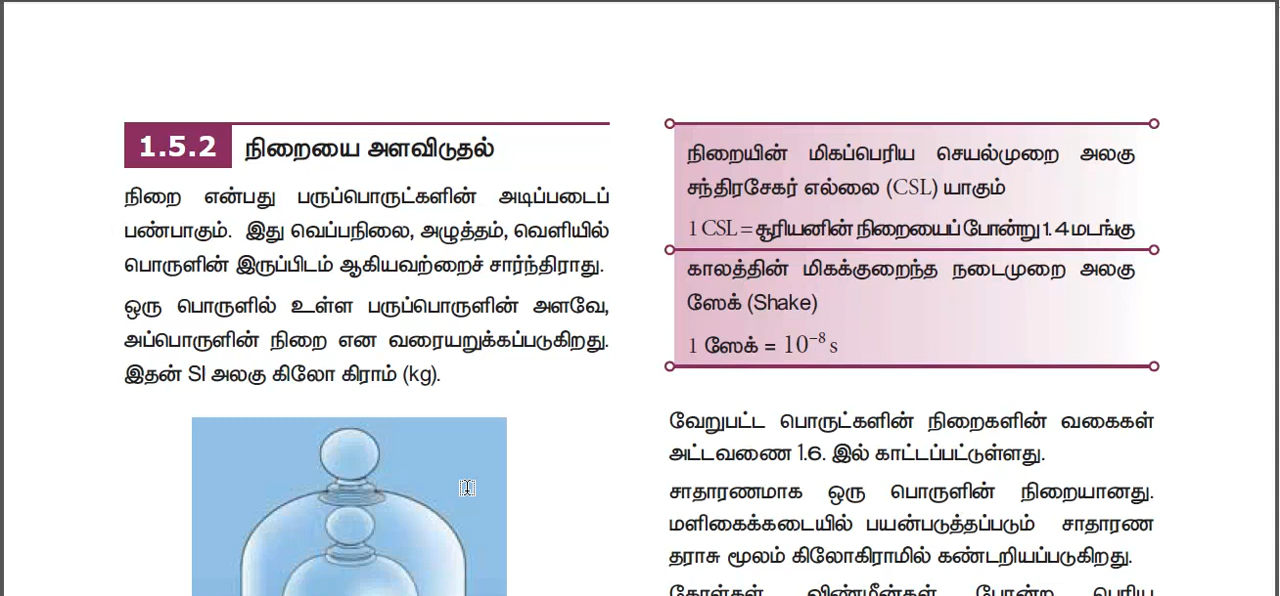 1.5.2 நிறையை அளவிடுதல்
நிறை என்பது பருப்பொருட்களின் அடிப்படைப்
பண்பாகும். இது வெப்பநிலை, அழுத்தம், வெளியில்
பொருளின் இருப்பிடம் ஆகியவற்றைச் சார்ந்திராது.
ஒரு பொருளில் உள்ள பருப்பொருளின் அளவே,
அப்பொருளின் நிறை என வரையறுக்கப்படுகிறது.
இதன் SI அலகு கிலோ கிராம் (kg).
நிறையின் மிகப்பெரிய செயல்முறை அலகு
சந்திரசேகர் எல்லை (CSL) யாகும்
1 CSL = சூரியனின் நிறையைப் போன்று 1.4 மடங்கு
காலத்தின் மிகக்குறைந்த நடைமுறை அலகு
ஸேக் (Shake)
1 ஸேக் = 10⁻⁸ s
வேறுபட்ட பொருட்களின் நிறைகளின் வகைகள்
அட்டவணை 1.6. இல் காட்டப்பட்டுள்ளது.
சாதாரணமாக ஒரு பொருளின் நிறையானது.
மளிகைக்கடையில் பயன்படுத்தப்படும் சாதாரண
தராசு மூலம் கிலோகிராமில் கண்டறியப்படுகிறது.
கோள்கள், விண்மீன்கள் போன்ற பெரிய